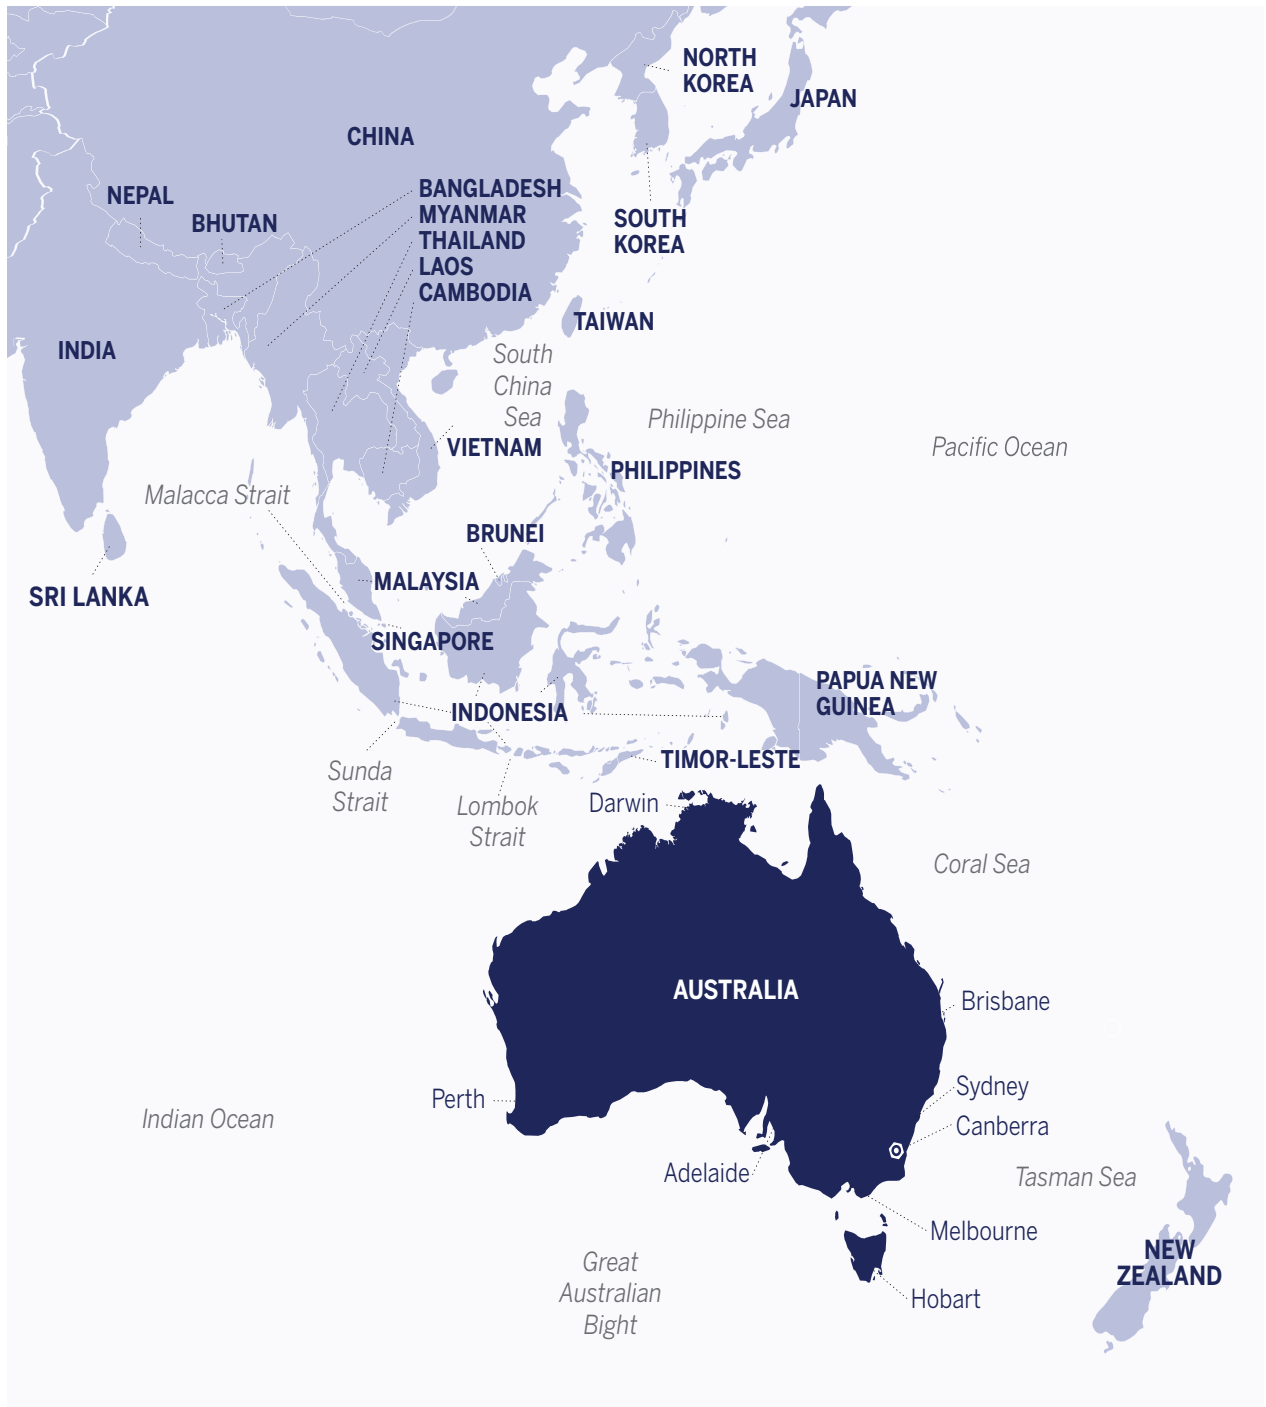 NORTH
KOREA
JAPAN
CHINA
NEPAL
BHUTAN
BANGLADESH
MYANMAR
THAILAND
LAOS
CAMBODIA
SOUTH
KOREA
TAIWAN
INDIA
South
China
Sea
Philippine Sea
Pacific Ocean
VIETNAM
PHILIPPINES
Malacca Strait
BRUNEI
MALAYSIA
SRI LANKA
SINGAPORE
PAPUA NEW
GUINEA
INDONESIA
TIMOR-LESTE
Sunda
Strait
Lombok
Strait
Darwin
Coral Sea
AUSTRALIA
Brisbane
Perth
Sydney
Indian Ocean
Canberra
Adelaide
Tasman Sea
Melbourne
NEW
ZEALAND
Great
Australian
Bight
Hobart